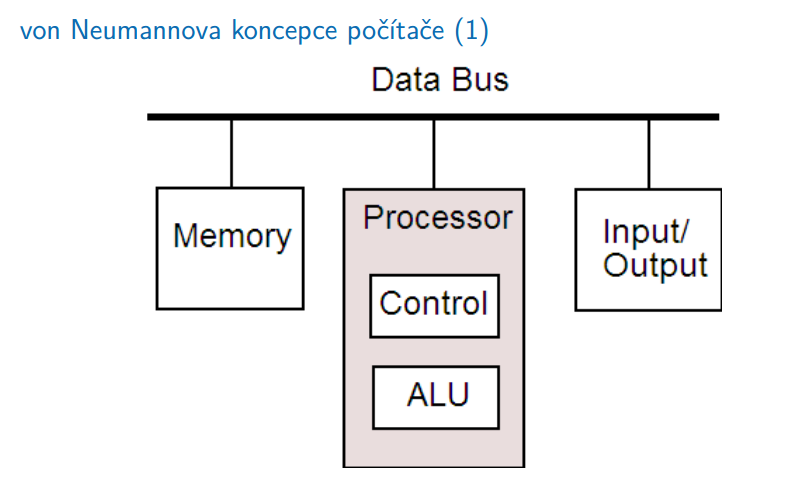 von Neumannova koncepce počítače (1)
Data Bus
Memory
Processor
Control
ALU
Input/
Output